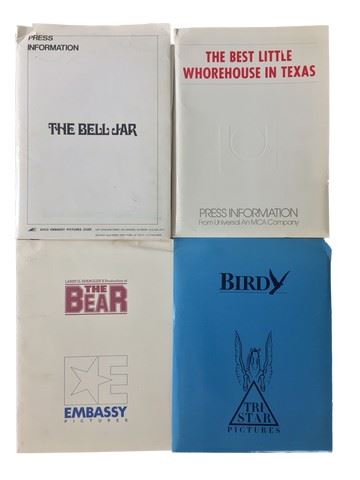 PRESS
INFORMATION
THE BELL JAR
AVCO EMBASSY PICTURES CORP.
THE BEST LITTLE
WHOREHOUSE IN TEXAS
PRESS INFORMATION
From Universal An MCA Company
THE
BEAR
EMBASSY
PICTURES
BIRDY
TRI
STAR
PICTURES